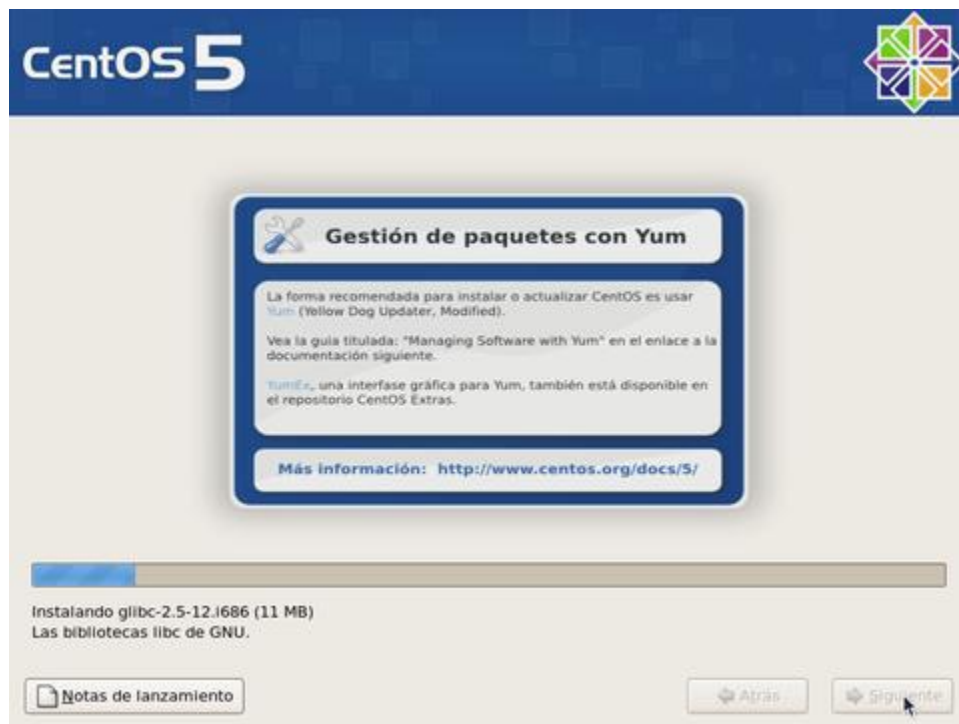 CentOS 5
Gestión de paquetes con Yum
La forma recomendada para instalar o actualizar CentOS es usar
Yum (Yellow Dog Updater, Modified).
Vea la guía titulada: "Managing Software with Yum" en el enlace a la
documentación siguiente.
YumEx, una interfase gráfica para Yum, también está disponible en
el repositorio CentOS Extras.
Más información: http://www.centos.org/docs/5/
Instalando glibc-2.5-12.i686 (11 MB)
Las bibliotecas libc de GNU.
Notas de lanzamiento
Atrás
Siguiente